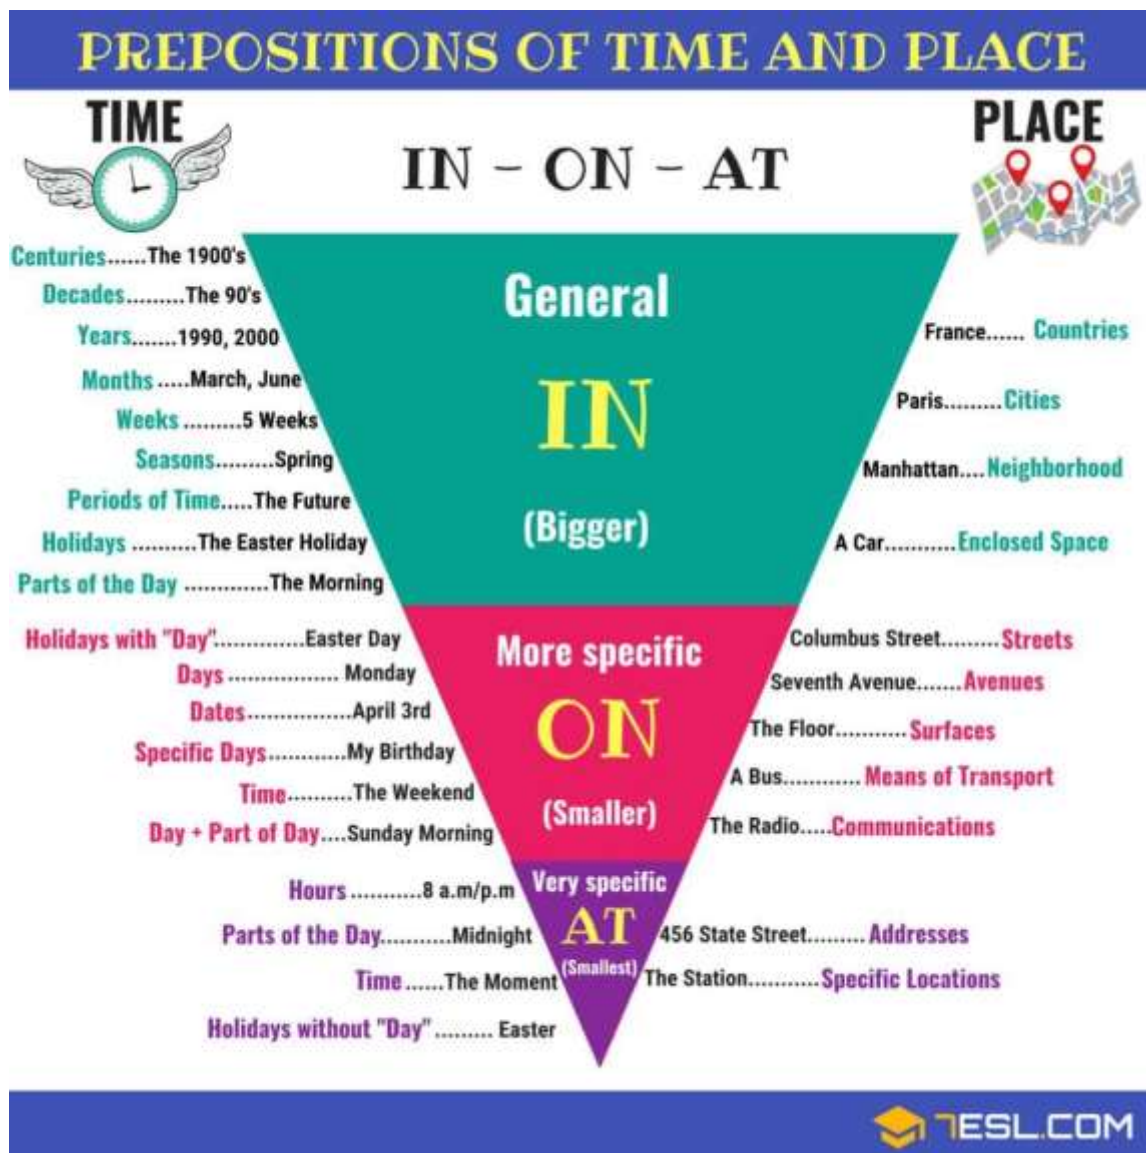 PREPOSITIONS OF TIME AND PLACE
TIME
IN - ON - AT
PLACE
Centuries......The 1900's
Decades.........The 90's
Years.......1990, 2000
Months .....March, June
Weeks .........5 Weeks
Seasons.........Spring
Periods of Time.....The Future
Holidays ..........The Easter Holiday
Parts of the Day .............The Morning
General
IN
(Bigger)
France...... Countries
Paris.........Cities
Manhattan....Neighborhood
A Car...........Enclosed Space
Holidays with "Day"..............Easter Day
Days ................. Monday
Dates................April 3rd
Specific Days............My Birthday
Time..........The Weekend
Day + Part of Day....Sunday Morning
More specific
ON
(Smaller)
Columbus Street.........Streets
Seventh Avenue.......Avenues
The Floor........... Surfaces
A Bus............ Means of Transport
The Radio.....Communications
Hours ...........8 a.m/p.m
Parts of the Day...........Midnight
Time ......The Moment
Holidays without "Day" ......... Easter
Very specific
AT
(Smallest)
456 State Street......... Addresses
The Station...........Specific Locations
7ESL.COM